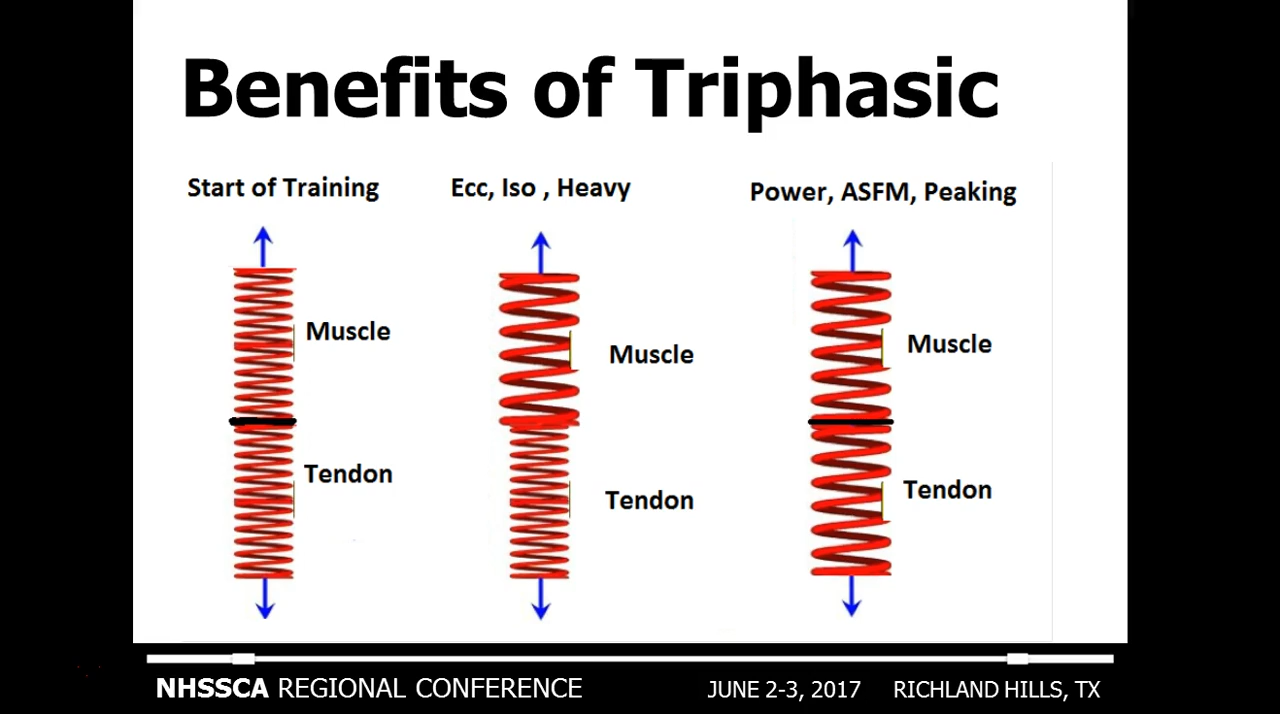 Benefits of Triphasic
Start of Training
Ecc, Iso , Heavy
Power, ASFM, Peaking
Muscle
Muscle
Muscle
Tendon
Tendon
Tendon
NHSSCA REGIONAL CONFERENCE
JUNE 2-3, 2017
RICHLAND HILLS, TX